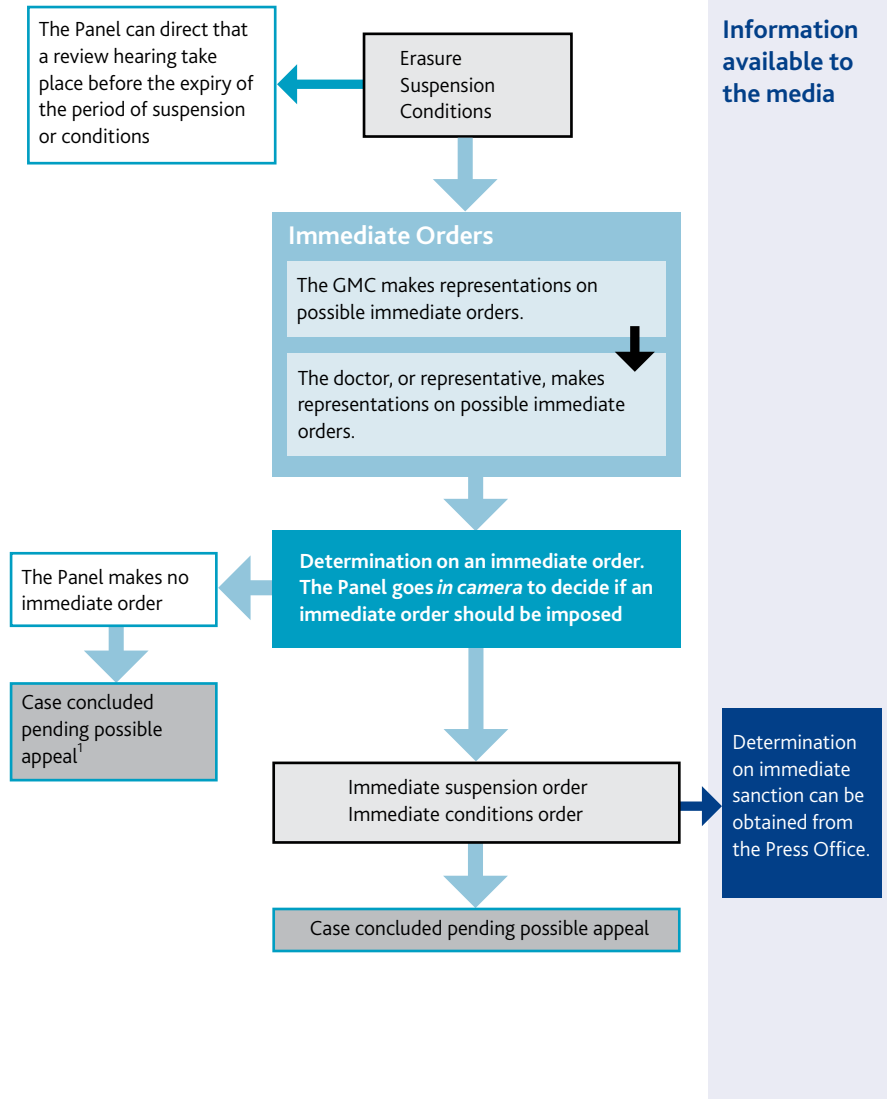 The Panel can direct that
a review hearing take
place before the expiry of
the period of suspension
or conditions
Erasure
Suspension
Conditions
Information
available to
the media
Immediate Orders
The GMC makes representations on
possible immediate orders.
The doctor, or representative, makes
representations on possible immediate
orders.
Determination on an immediate order.
The Panel goes in camera to decide if an
immediate order should be imposed
The Panel makes no
immediate order
Case concluded
pending possible
appeal¹
Immediate suspension order
Immediate conditions order
Determination
on immediate
sanction can be
obtained from
the Press Office.
Case concluded pending possible appeal